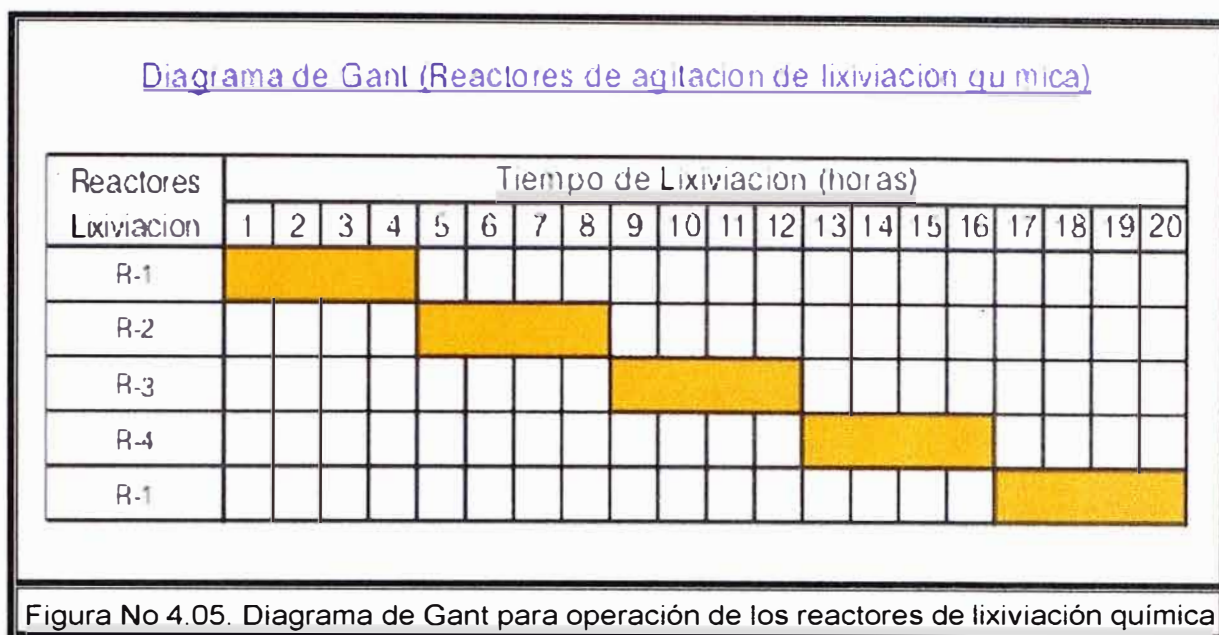 Diagrama de Gant (Reactores de agitacion de lixiviacion qu mica)
Reactores Tiempo de Lixiviacion (horas)
Lixiviacion 1 2 3 4 5 6 7 8 9 10 11 12 13 14 15 16 17 18 19 20
R-1
R-2
R-3
R-4
R-1
Figura No 4.05. Diagrama de Gant para operación de los reactores de lixiviación química